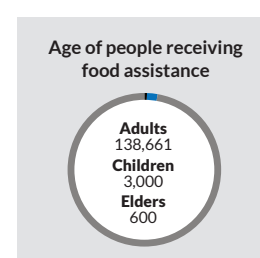 Age of people receiving
food assistance
Adults
138,661
Children
3,000
Elders
600